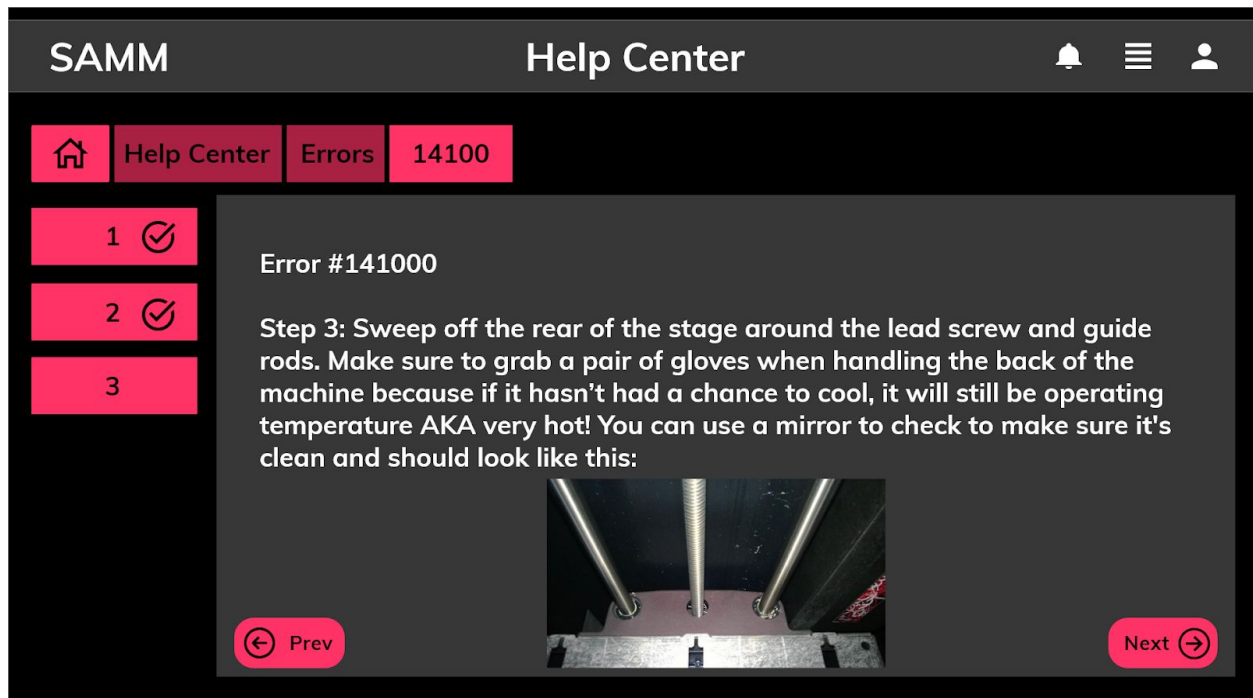 SAMM
Help Center
Help Center
Errors
14100
1
2
3
Error #141000
Step 3: Sweep off the rear of the stage around the lead screw and guide
rods. Make sure to grab a pair of gloves when handling the back of the
machine because if it hasn’t had a chance to cool, it will still be operating
temperature AKA very hot! You can use a mirror to check to make sure it's
clean and should look like this:
Prev
Next